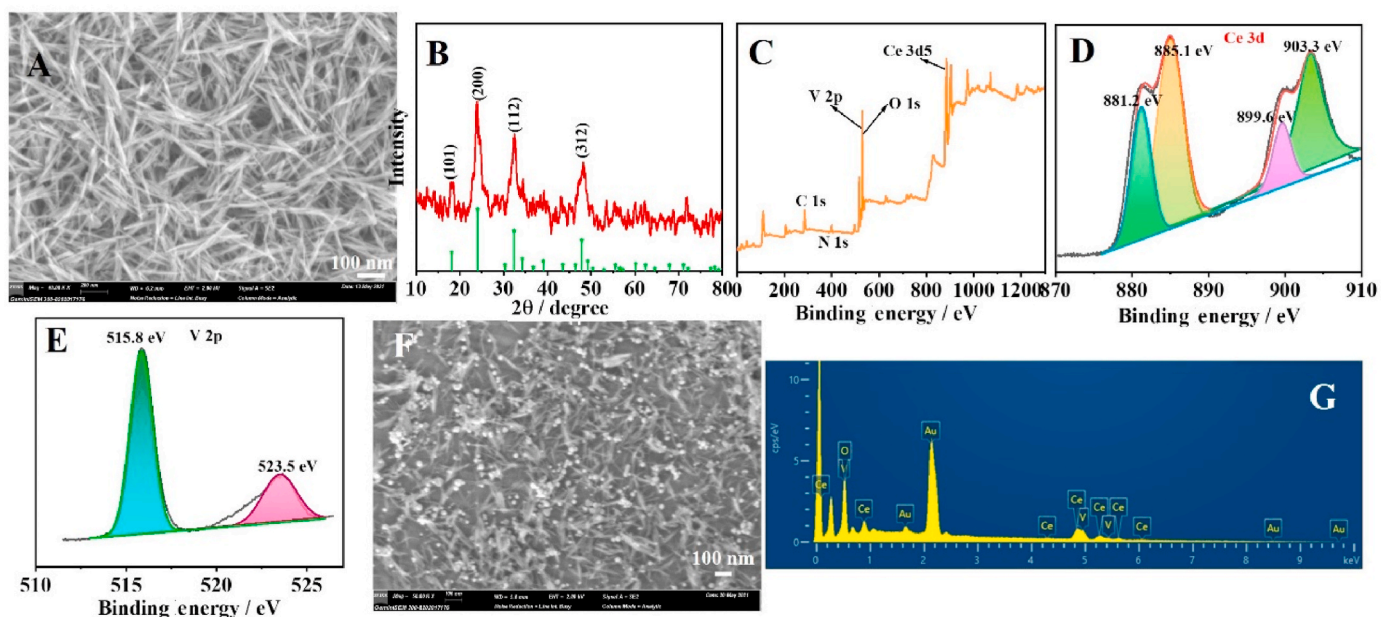 A
100 nm
B
(101)
(200)
(112)
(312)
Intensity
10 20 30 40 50 60 70 80
2θ / degree
C
Ce 3d5
V 2p
O 1s
C 1s
N 1s
0 200 400 600 800 1000 1200
Binding energy / eV
D
885.1 eV
Ce 3d
903.3 eV
881.2 eV
899.6 eV
870 880 890 900 910
Binding energy / eV
E
515.8 eV
V 2p
523.5 eV
510 515 520 525
Binding energy / eV
F
100 nm
G
cps/eV
10
5
0
Ce
O
V
Ce
Au
Au
Ce
Ce
V
Ce
V
Ce
Ce
Au
Au
0 1 2 3 4 5 6 7 8 9 keV